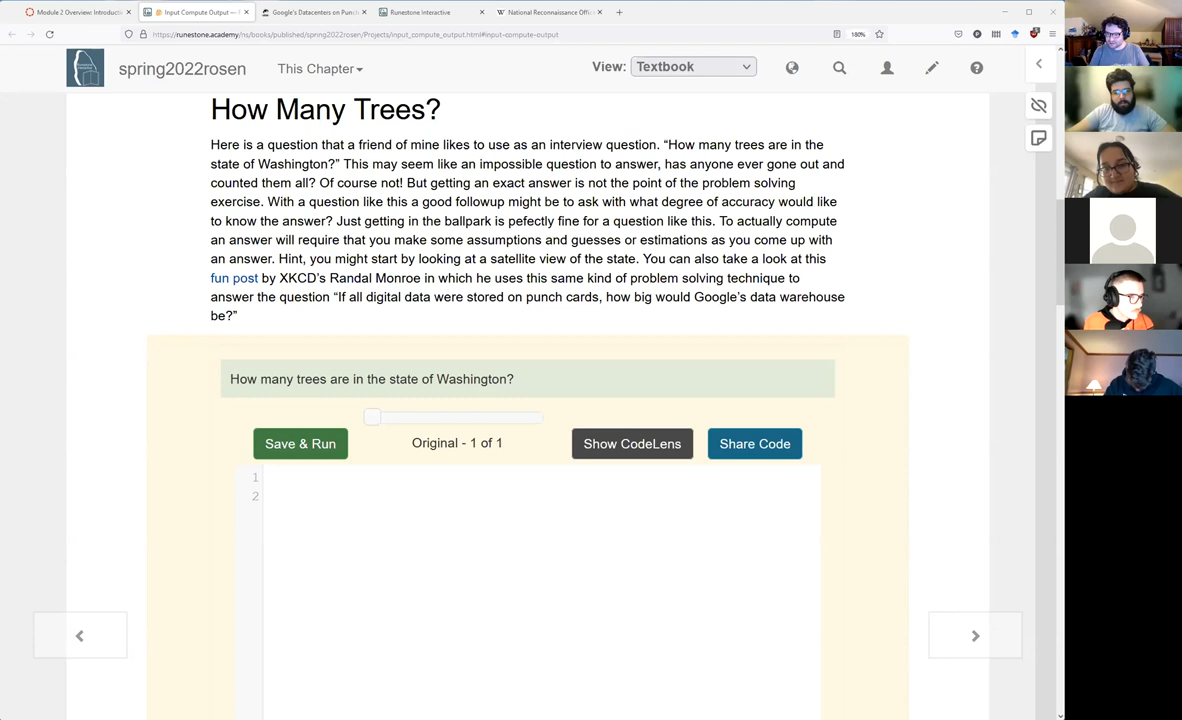 Module 2 Overview: Introducti
Input Compute Output —
Google's Datacenters on Punch
Runestone Interactive
National Reconnaissance Offic
https://runestone.academy/ns/books/published/spring2022rosen/Projects/input_compute_output.html#input-compute-output
180%
spring2022rosen
This Chapter
View:
Textbook
How Many Trees?
Here is a question that a friend of mine likes to use as an interview question. “How many trees are in the
state of Washington?” This may seem like an impossible question to answer, has anyone ever gone out and
counted them all? Of course not! But getting an exact answer is not the point of the problem solving
exercise. With a question like this a good followup might be to ask with what degree of accuracy would like
to know the answer? Just getting in the ballpark is pefectly fine for a question like this. To actually compute
an answer will require that you make some assumptions and guesses or estimations as you come up with
an answer. Hint, you might start by looking at a satellite view of the state. You can also take a look at this
fun post by XKCD’s Randal Monroe in which he uses this same kind of problem solving technique to
answer the question “If all digital data were stored on punch cards, how big would Google’s data warehouse
be?”
How many trees are in the state of Washington?
Save & Run
Original - 1 of 1
Show CodeLens
Share Code
1
2